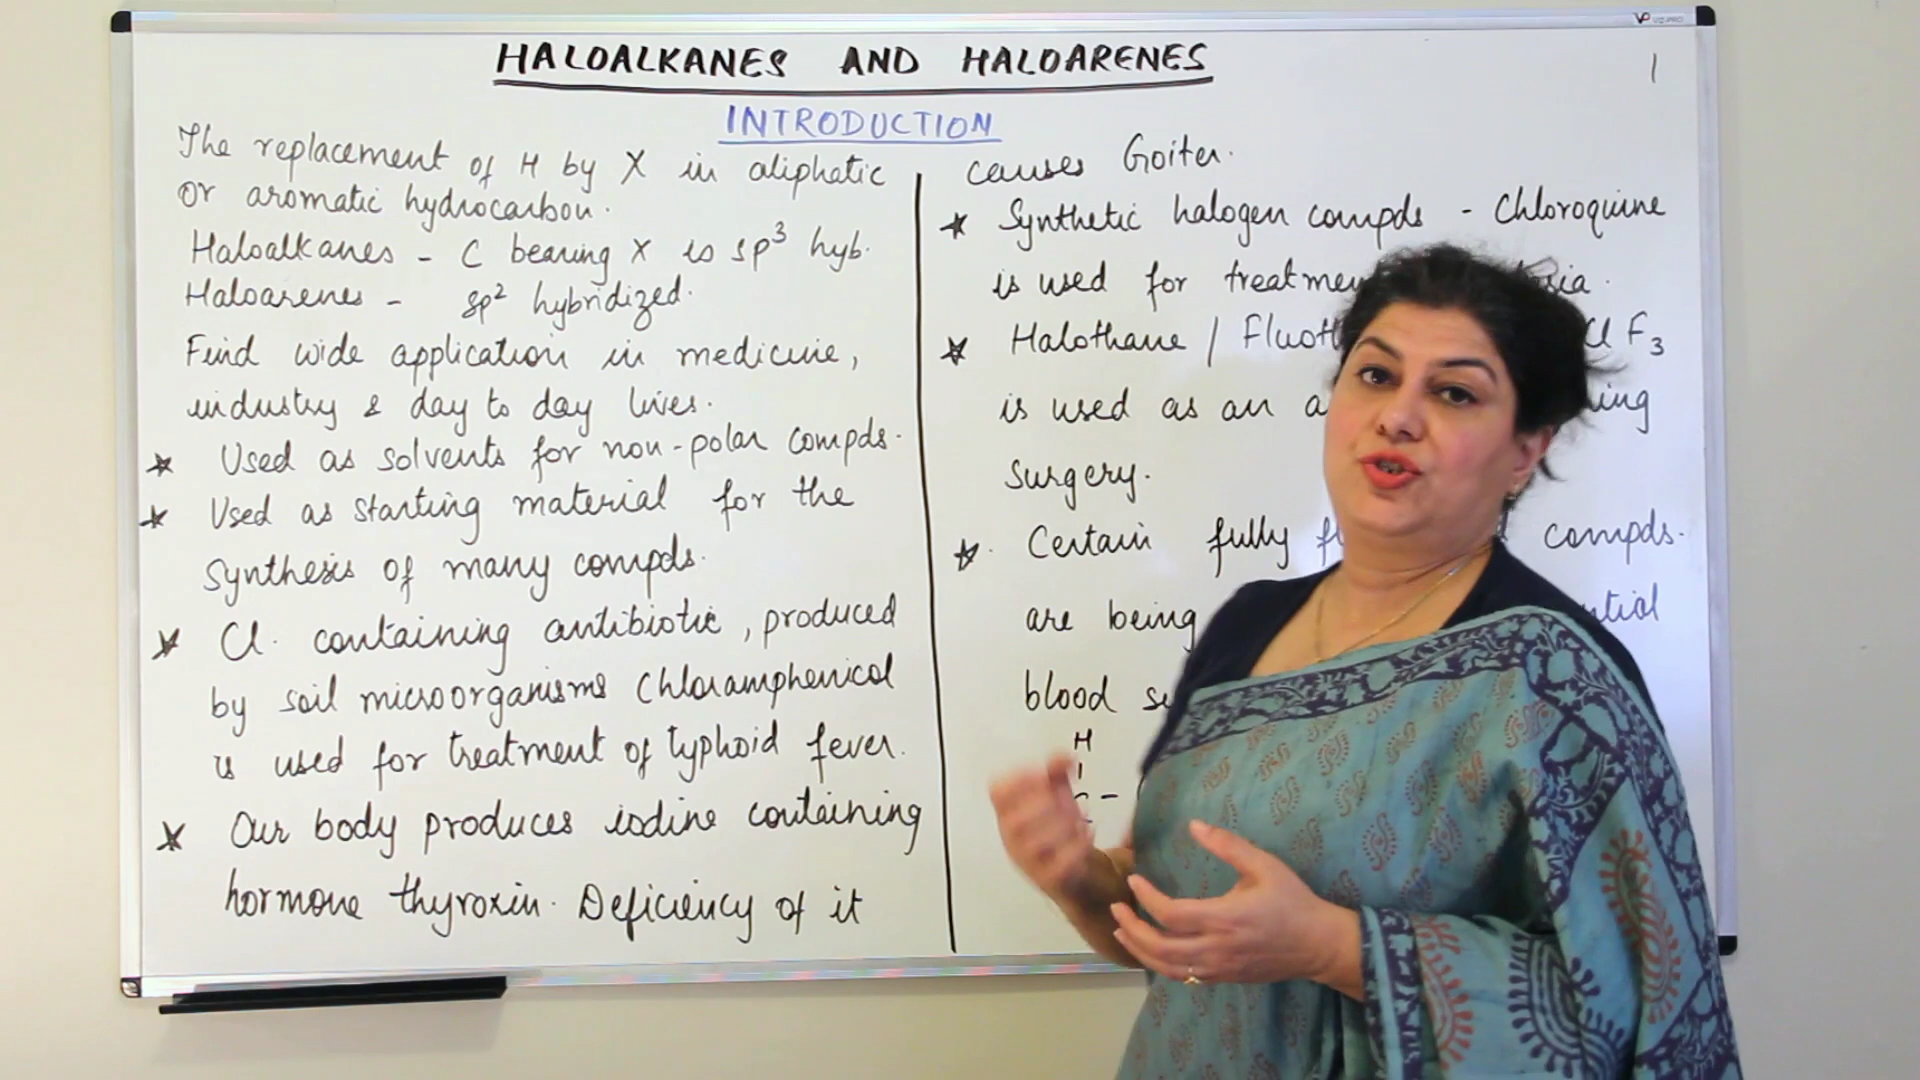 VIZ-PRO
HALOALKANES AND HALOARENES
1
INTRODUCTION
The replacement of H by X in aliphatic
or aromatic hydrocarbon.
Haloalkanes - C bearing X is sp³ hyb.
Haloarenes - sp² hybridized.
Find wide application in medicine,
industry & day to day lives.
★ Used as solvents for non-polar compds.
★ Used as starting material for the
synthesis of many compds.
★ Cl. containing antibiotic, produced
by soil microorganisms Chloramphenicol
is used for treatment of typhoid fever.
★ Our body produces iodine containing
hormone thyroxin. Deficiency of it
causes Goiter.
★ Synthetic halogen compds - Chloroquine
is used for
★ Halothane / F3
is used as an
surgery.
★. Certain fully compds.
are being
blood
H